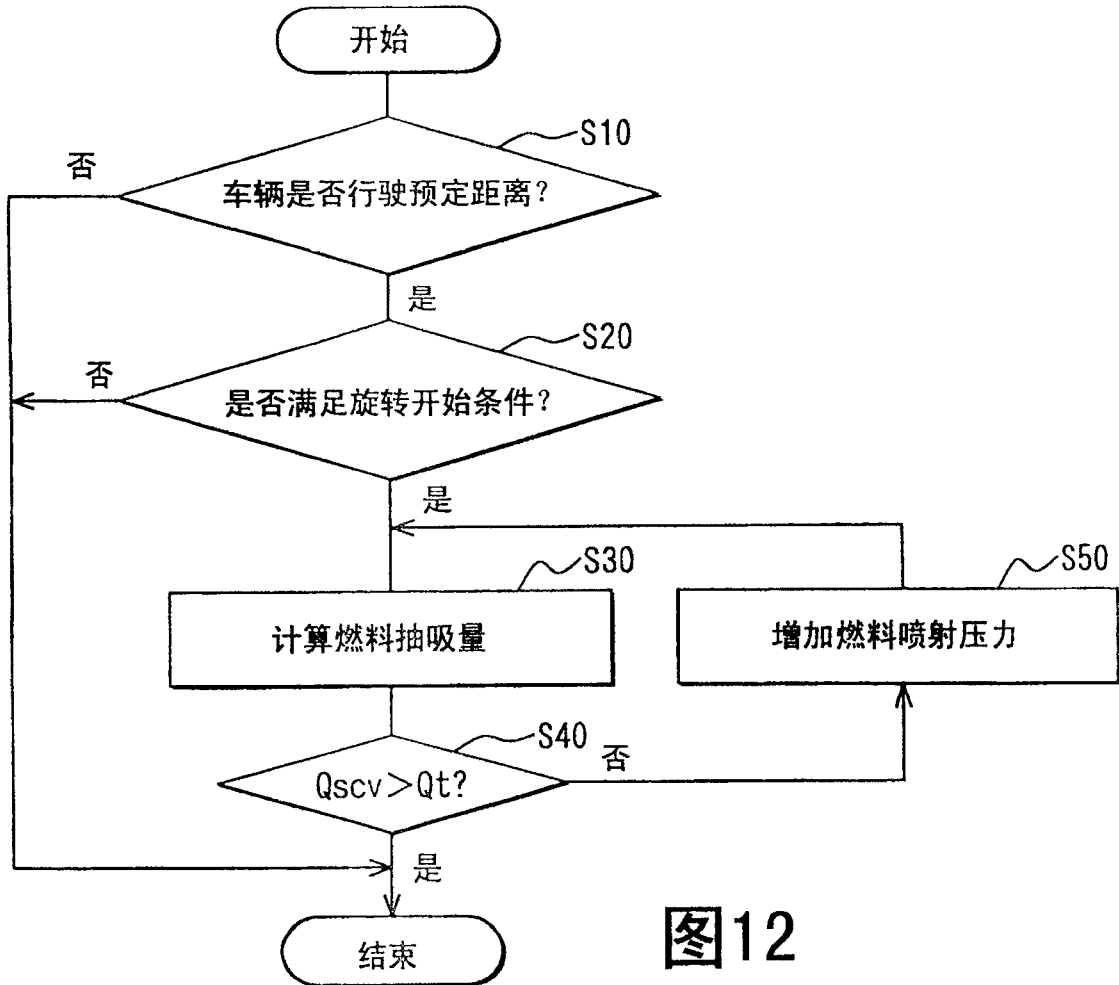 开始
S10
否
车辆是否行驶预定距离?
是
S20
否
是否满足旋转开始条件?
是
S30
S50
计算燃料抽吸量
增加燃料喷射压力
S40
否
Qscv>Qt?
是
结束
图12